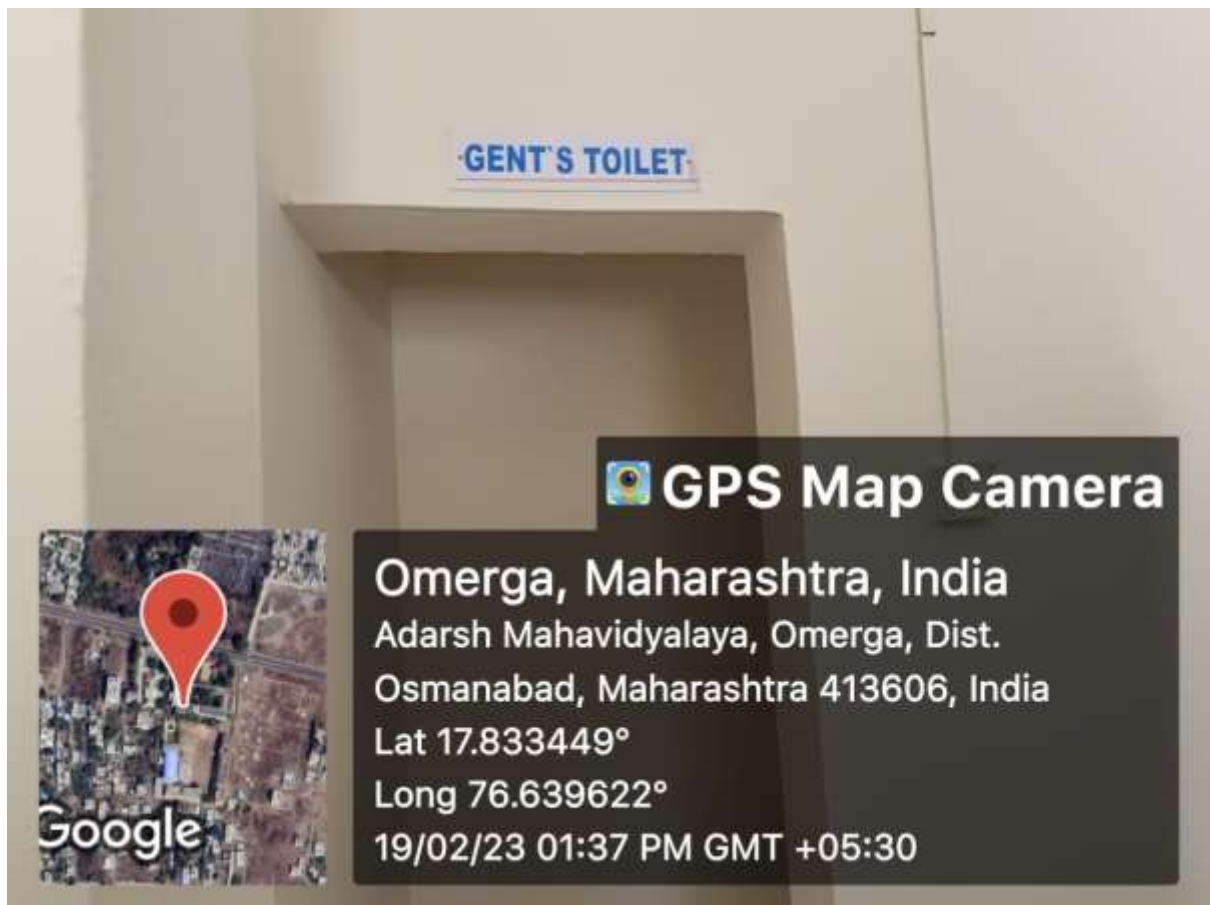 GENT`S TOILET
GPS Map Camera
Omerga, Maharashtra, India
Adarsh Mahavidyalaya, Omerga, Dist.
Osmanabad, Maharashtra 413606, India
Lat 17.833449°
Long 76.639622°
19/02/23 01:37 PM GMT +05:30
Google